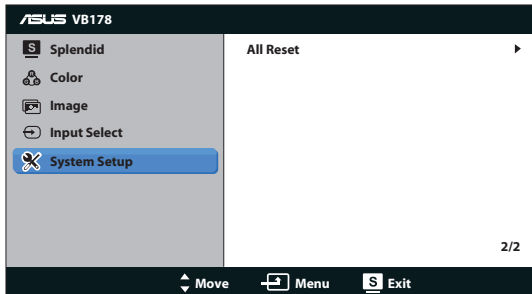 ASUS VB178
S Splendid
All Reset
Color
Image
Input Select
System Setup
2/2
Move Menu S Exit